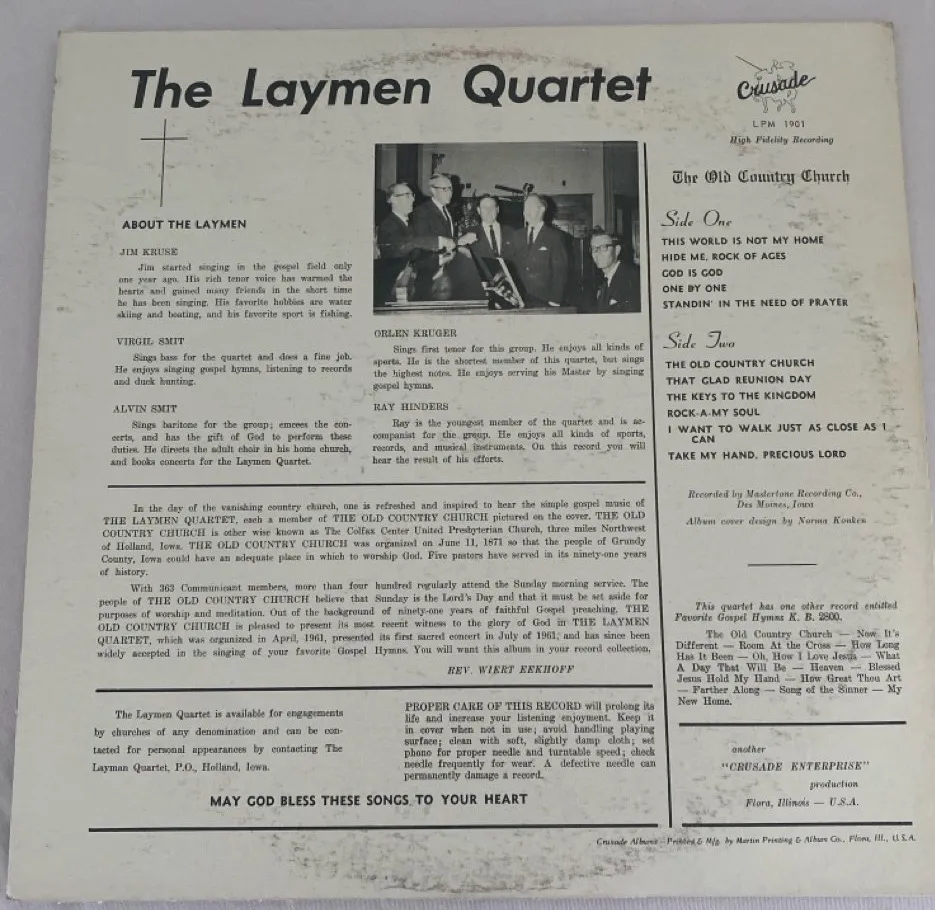 The Laymen Quartet
Crusade
LPM 1901
High Fidelity Recording
ABOUT THE LAYMEN
JIM KRUSE
Jim started singing in the gospel field only
one year ago. His rich tenor voice has warmed the
hearts and gained many friends in the short time
he has been singing. His favorite hobbies are water
skiing and boating, and his favorite sport is fishing.
VIRGIL SMIT
Sings bass for the quartet and does a fine job.
He enjoys singing gospel hymns, listening to records
and duck hunting.
ALVIN SMIT
Sings baritone for the group; emcees the con-
certs, and has the gift of God to perform these
duties. He directs the adult choir in his home church,
and books concerts for the Laymen Quartet.
ORLEN KRUGER
Sings first tenor for this group. He enjoys all kinds of
sports. He is the shortest member of this quartet, but sings
the highest notes. He enjoys serving his Master by singing
gospel hymns.
RAY HINDERS
Ray is the youngest member of the quartet and is ac-
companist for the group. He enjoys all kinds of sports,
records, and musical instruments. On this record you will
hear the result of his efforts.
In the day of the vanishing country church, one is refreshed and inspired to hear the simple gospel music of
THE LAYMEN QUARTET, each a member of THE OLD COUNTRY CHURCH pictured on the cover. THE OLD
COUNTRY CHURCH is other wise known as The Colfax Center United Presbyterian Church, three miles Northwest
of Holland, Iowa. THE OLD COUNTRY CHURCH was organized on June 11, 1871 so that the people of Grundy
County, Iowa could have an adequate place in which to worship God. Five pastors have served in its ninety-one years
of history.
With 363 Communicant members, more than four hundred regularly attend the Sunday morning service. The
people of THE OLD COUNTRY CHURCH believe that Sunday is the Lord's Day and that it must be set aside for
purposes of worship and meditation. Out of the background of ninety-one years of faithful Gospel preaching, THE
OLD COUNTRY CHURCH is pleased to present its most recent witness to the glory of God in THE LAYMEN
QUARTET, which was organized in April, 1961, presented its first sacred concert in July of 1961, and has since been
widely accepted in the singing of your favorite Gospel Hymns. You will want this album in your record collection.
REV. WIERT EEKHOFF
The Laymen Quartet is available for engagements
by churches of any denomination and can be con-
tacted for personal appearances by contacting The
Layman Quartet, P.O., Holland, Iowa.
PROPER CARE OF THIS RECORD will prolong its
life and increase your listening enjoyment. Keep it
in cover when not in use; avoid handling playing
surface; clean with soft, slightly damp cloth; set
phono for proper needle and turntable speed; check
needle frequently for wear. A defective needle can
permanently damage a record.
MAY GOD BLESS THESE SONGS TO YOUR HEART
The Old Country Church
Side One
THIS WORLD IS NOT MY HOME
HIDE ME, ROCK OF AGES
GOD IS GOD
ONE BY ONE
STANDIN' IN THE NEED OF PRAYER
Side Two
THE OLD COUNTRY CHURCH
THAT GLAD REUNION DAY
THE KEYS TO THE KINGDOM
ROCK-A-MY SOUL
I WANT TO WALK JUST AS CLOSE AS I
CAN
TAKE MY HAND, PRECIOUS LORD
Recorded by Mastertone Recording Co.,
Des Moines, Iowa
Album cover design by Norma Konken
This quartet has one other record entitled
Favorite Gospel Hymns K. B. 2800.
The Old Country Church — Now It's
Different — Room At the Cross — How Long
Has It Been — Oh, How I Love Jesus — What
A Day That Will Be — Heaven — Blessed
Jesus Hold My Hand — How Great Thou Art
— Farther Along — Song of the Sinner — My
New Home.
another
"CRUSADE ENTERPRISE"
production
Flora, Illinois — U.S.A.
Crusade Albums — Printed & Mfg. by Martin Printing & Album Co., Flora, Ill., U.S.A.